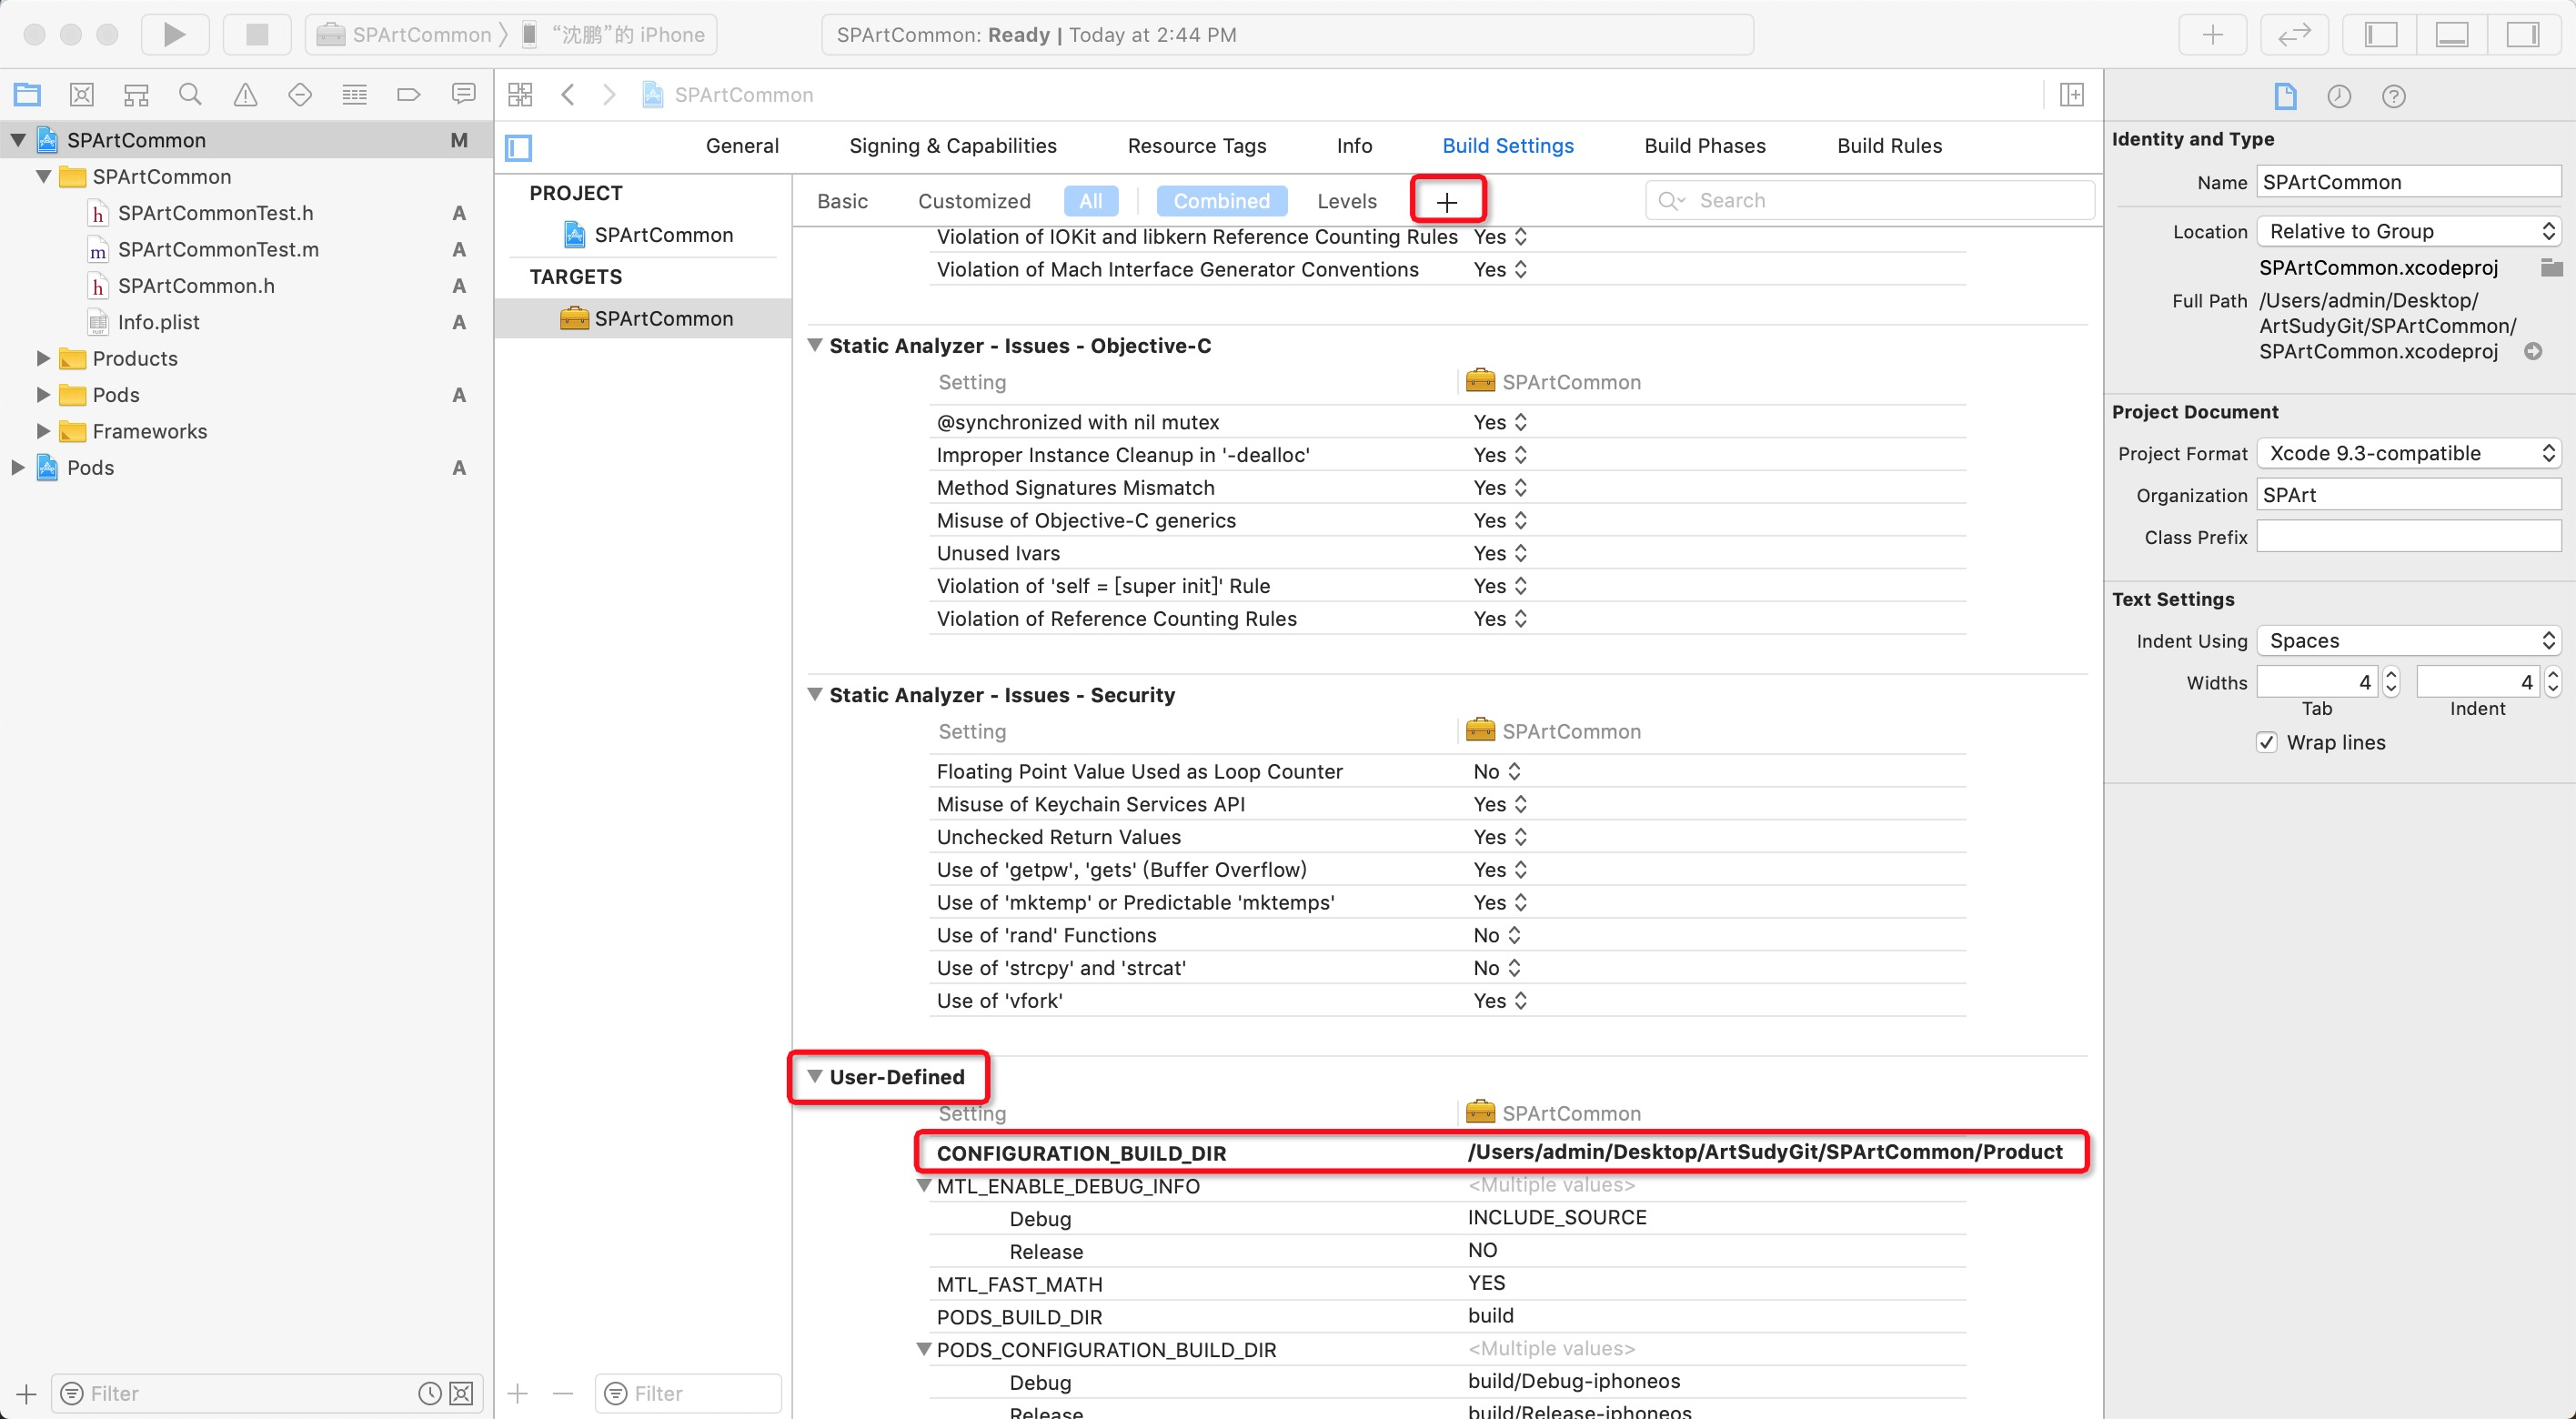 SPArtCommon 〉 “沈鹏”的 iPhone
SPArtCommon: Ready | Today at 2:44 PM
SPArtCommon M
SPArtCommon
SPArtCommonTest.h A
SPArtCommonTest.m A
SPArtCommon.h A
Info.plist A
Products
Pods A
Frameworks
Pods A
Filter
SPArtCommon
General Signing & Capabilities Resource Tags Info Build Settings Build Phases Build Rules
PROJECT
SPArtCommon
TARGETS
SPArtCommon
Filter
Basic Customized All Combined Levels + Search
Violation of IOKit and libkern Reference Counting Rules Yes
Violation of Mach Interface Generator Conventions Yes
Static Analyzer - Issues - Objective-C
Setting SPArtCommon
@synchronized with nil mutex Yes
Improper Instance Cleanup in '-dealloc' Yes
Method Signatures Mismatch Yes
Misuse of Objective-C generics Yes
Unused Ivars Yes
Violation of 'self = [super init]' Rule Yes
Violation of Reference Counting Rules Yes
Static Analyzer - Issues - Security
Setting SPArtCommon
Floating Point Value Used as Loop Counter No
Misuse of Keychain Services API Yes
Unchecked Return Values Yes
Use of 'getpw', 'gets' (Buffer Overflow) Yes
Use of 'mktemp' or Predictable 'mktemps' Yes
Use of 'rand' Functions No
Use of 'strcpy' and 'strcat' No
Use of 'vfork' Yes
User-Defined
Setting SPArtCommon
CONFIGURATION_BUILD_DIR /Users/admin/Desktop/ArtSudyGit/SPArtCommon/Product
MTL_ENABLE_DEBUG_INFO <Multiple values>
Debug INCLUDE_SOURCE
Release NO
MTL_FAST_MATH YES
PODS_BUILD_DIR build
PODS_CONFIGURATION_BUILD_DIR <Multiple values>
Debug build/Debug-iphoneos
Release build/Release-iphoneos
Identity and Type
Name SPArtCommon
Location Relative to Group
SPArtCommon.xcodeproj
Full Path /Users/admin/Desktop/
ArtSudyGit/SPArtCommon/
SPArtCommon.xcodeproj
Project Document
Project Format Xcode 9.3-compatible
Organization SPArt
Class Prefix
Text Settings
Indent Using Spaces
Widths 4 4
Tab Indent
Wrap lines